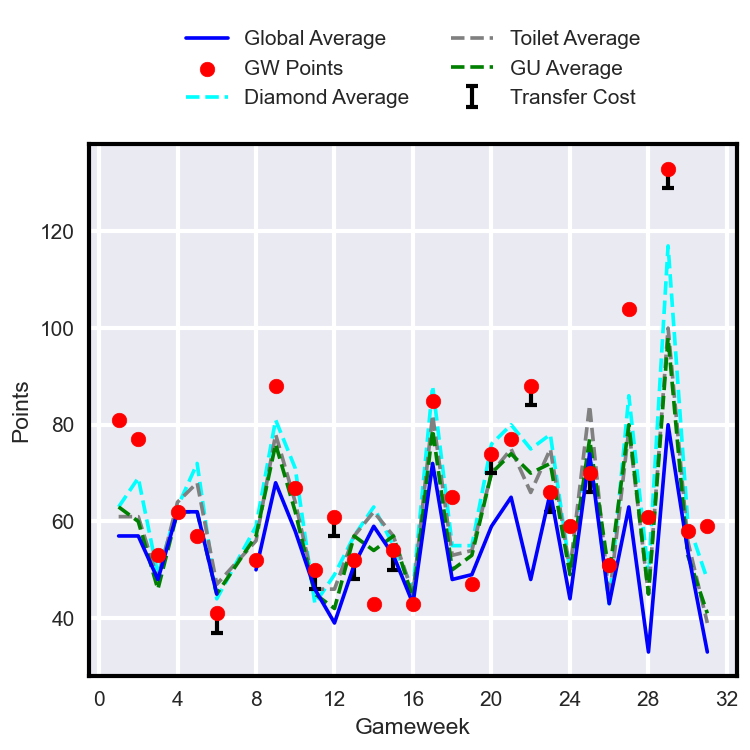 Global Average
GW Points
Diamond Average
Toilet Average
GU Average
Transfer Cost
Points
120
100
80
60
40
0 4 8 12 16 20 24 28 32
Gameweek